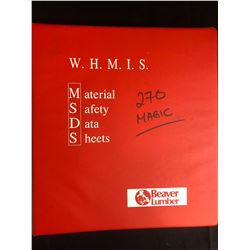 W. H. M. I. S.
Material
Safety
Data
Sheets
270
MAGIC
Beaver
Lumber